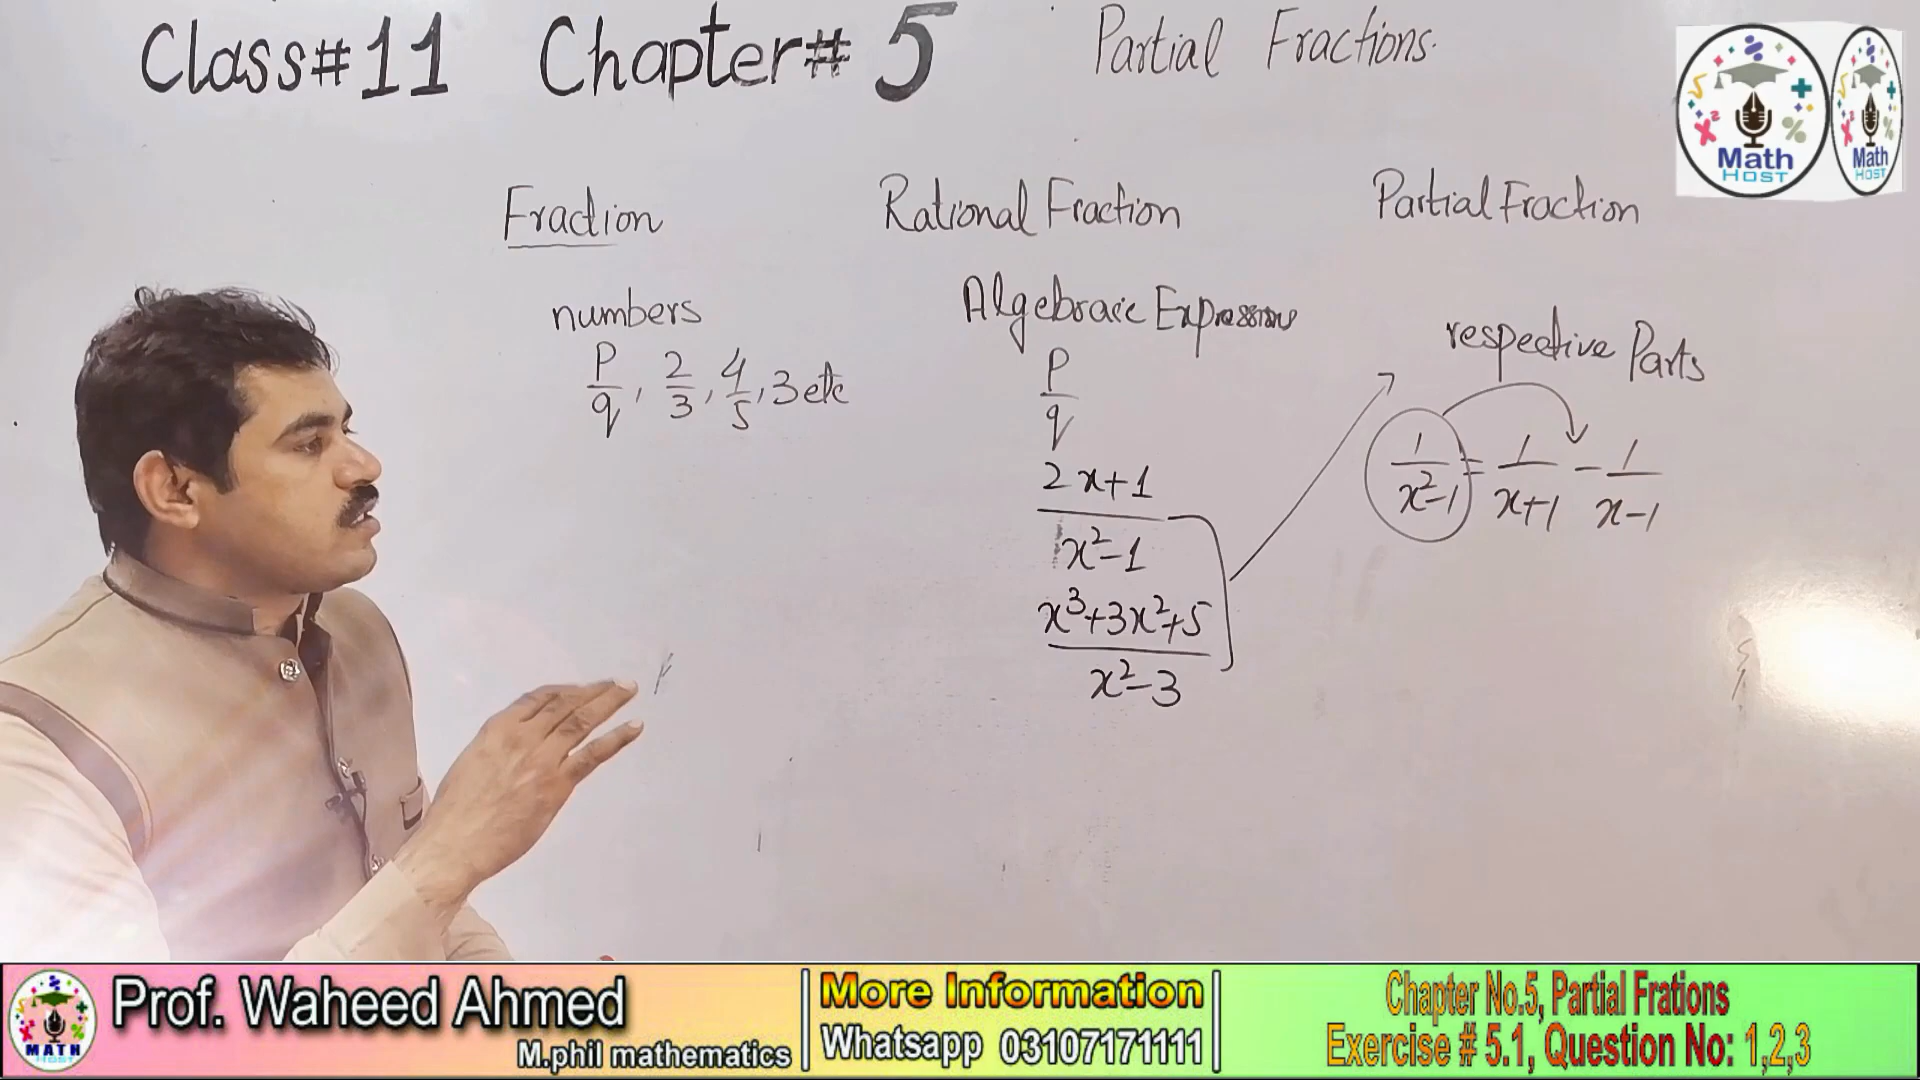 Class#11 Chapter# 5 Partial Fractions.
Math
HOST
Math
HOST
Fraction
numbers
P/q, 2/3, 4/5, 3 etc
Rational Fraction
Algebraic Expressions
P/q
2x+1
x²-1
x³+3x²+5
x²-3
Partial Fraction
respective Parts
1/x²-1 = 1/x+1 - 1/x-1
MATH
HOST
Prof. Waheed Ahmed
M.phil mathematics
More Information
Whatsapp 03107171111
Chapter No.5, Partial Frations
Exercise # 5.1, Question No: 1,2,3